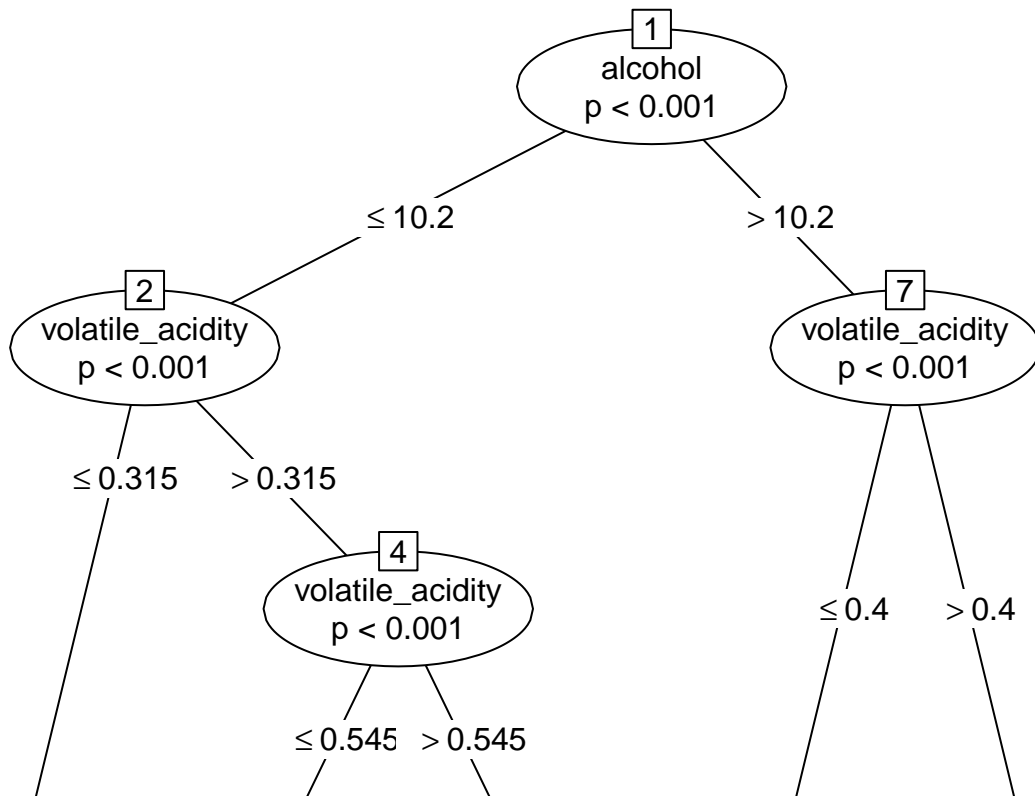 1
alcohol
p < 0.001
≤ 10.2
> 10.2
2
volatile_acidity
p < 0.001
7
volatile_acidity
p < 0.001
≤ 0.315
> 0.315
4
volatile_acidity
p < 0.001
≤ 0.4
> 0.4
≤ 0.545
> 0.545